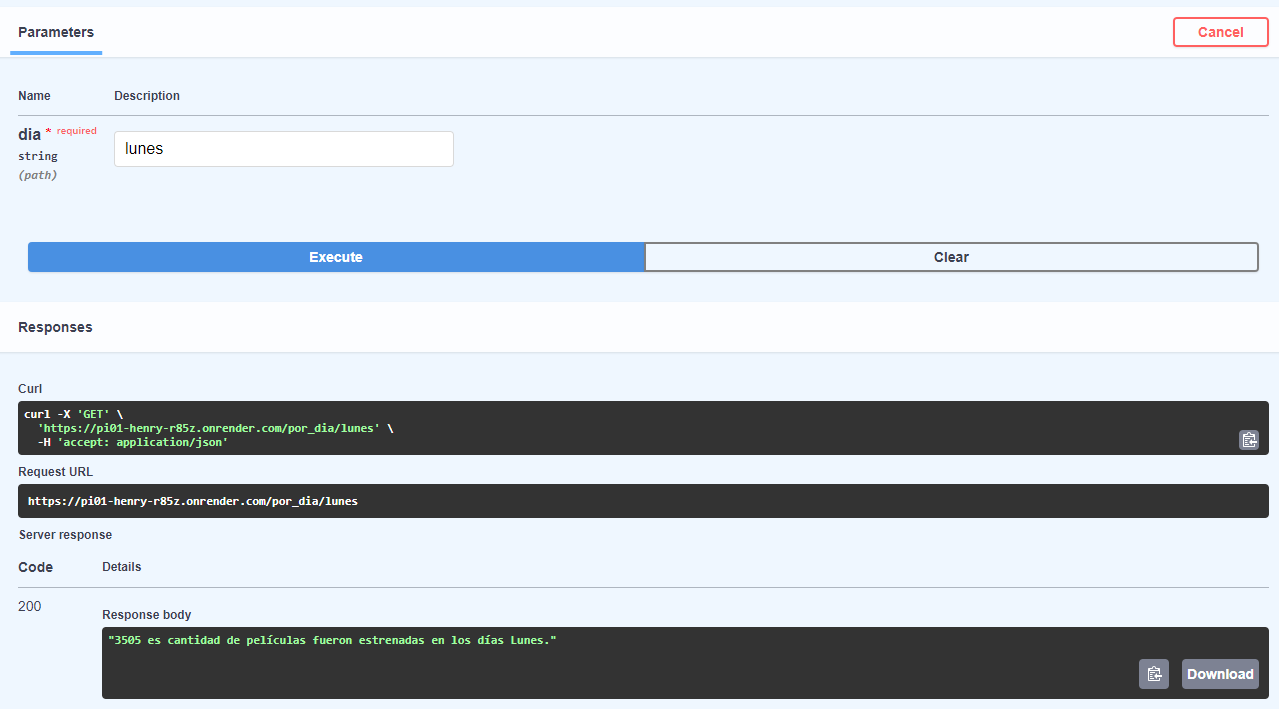 Parameters
Cancel
Name Description
dia * required
string
(path)
lunes
Execute
Clear
Responses
Curl
curl -X 'GET' \
'https://pi01-henry-r85z.onrender.com/por_dia/lunes' \
-H 'accept: application/json'
Request URL
https://pi01-henry-r85z.onrender.com/por_dia/lunes
Server response
Code Details
200
Response body
"3505 es cantidad de películas fueron estrenadas en los días Lunes."
Download